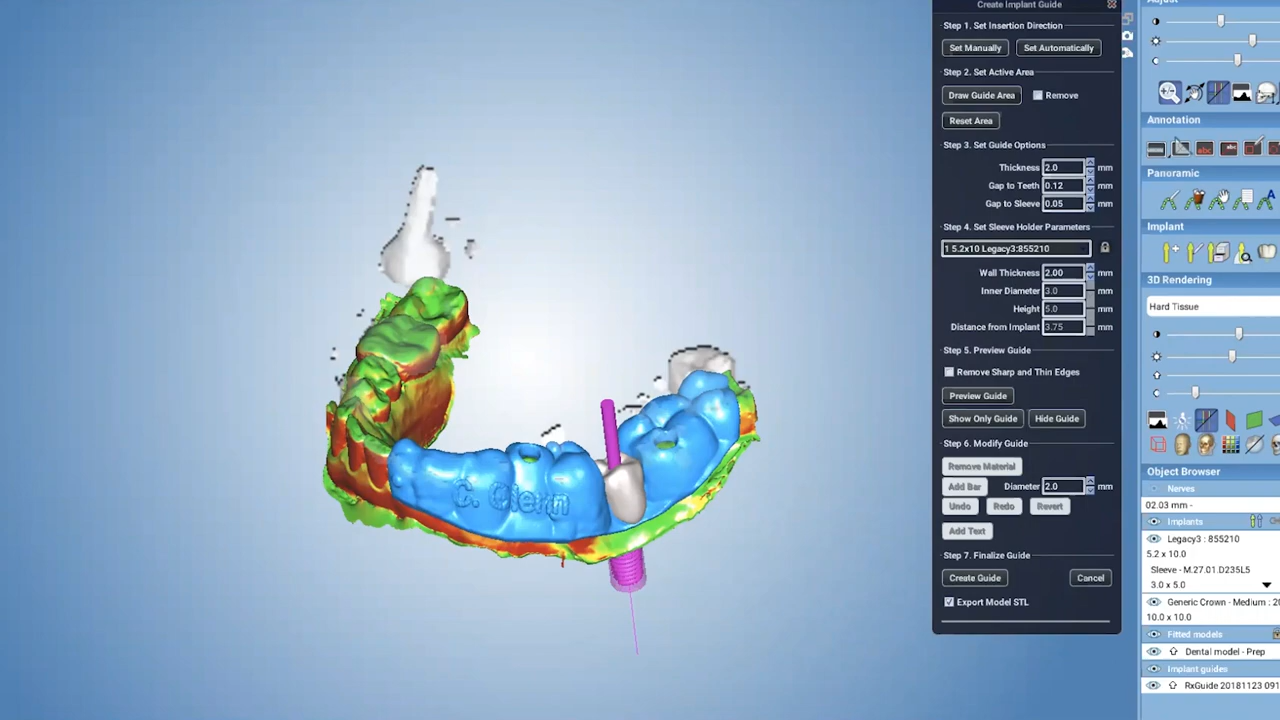 Create Implant Guide
Step 1. Set Insertion Direction
Set Manually
Set Automatically
Step 2. Set Active Area
Draw Guide Area
Remove
Reset Area
Step 3. Set Guide Options
Thickness 2.0 mm
Gap to Teeth 0.12 mm
Gap to Sleeve 0.05 mm
Step 4. Set Sleeve Holder Parameters
1 5.2x10 Legacy3:855210
Wall Thickness 2.00 mm
Inner Diameter 3.0 mm
Height 5.0 mm
Distance from Implant 3.75 mm
Step 5. Preview Guide
Remove Sharp and Thin Edges
Preview Guide
Show Only Guide
Hide Guide
Step 6. Modify Guide
Remove Material
Add Bar
Diameter 2.0 mm
Undo
Redo
Revert
Add Text
Step 7. Finalize Guide
Create Guide
Cancel
Export Model STL
Glenn
Adjust
Annotation
abc
Panoramic
Implant
3D Rendering
Hard Tissue
Object Browser
Nerves
02.03 mm -
Implants
Legacy3 : 855210
5.2 x 10.0
Sleeve - M.27.01.D235L5
3.0 x 5.0
Generic Crown - Medium : 20
10.0 x 10.0
Fitted models
Dental model - Prep
Implant guides
RxGuide 20181123 091